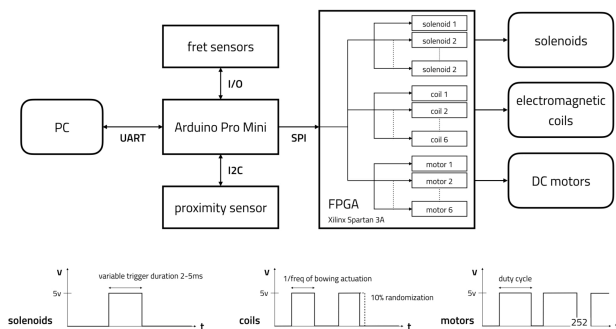 fret sensors
I/O
PC
UART
Arduino Pro Mini
SPI
I2C
proximity sensor
solenoid 1
solenoid 2
solenoid 2
coil 1
coil 2
coil 6
motor 1
motor 2
motor 6
FPGA
Xilinx Spartan 3A
solenoids
electromagnetic
coils
DC motors
v
variable trigger duration 2-5ms
5v
solenoids
t
v
1/freq of bowing actuation
5v
10% randomization
coils
t
v
duty cycle
5v
motors
252
t